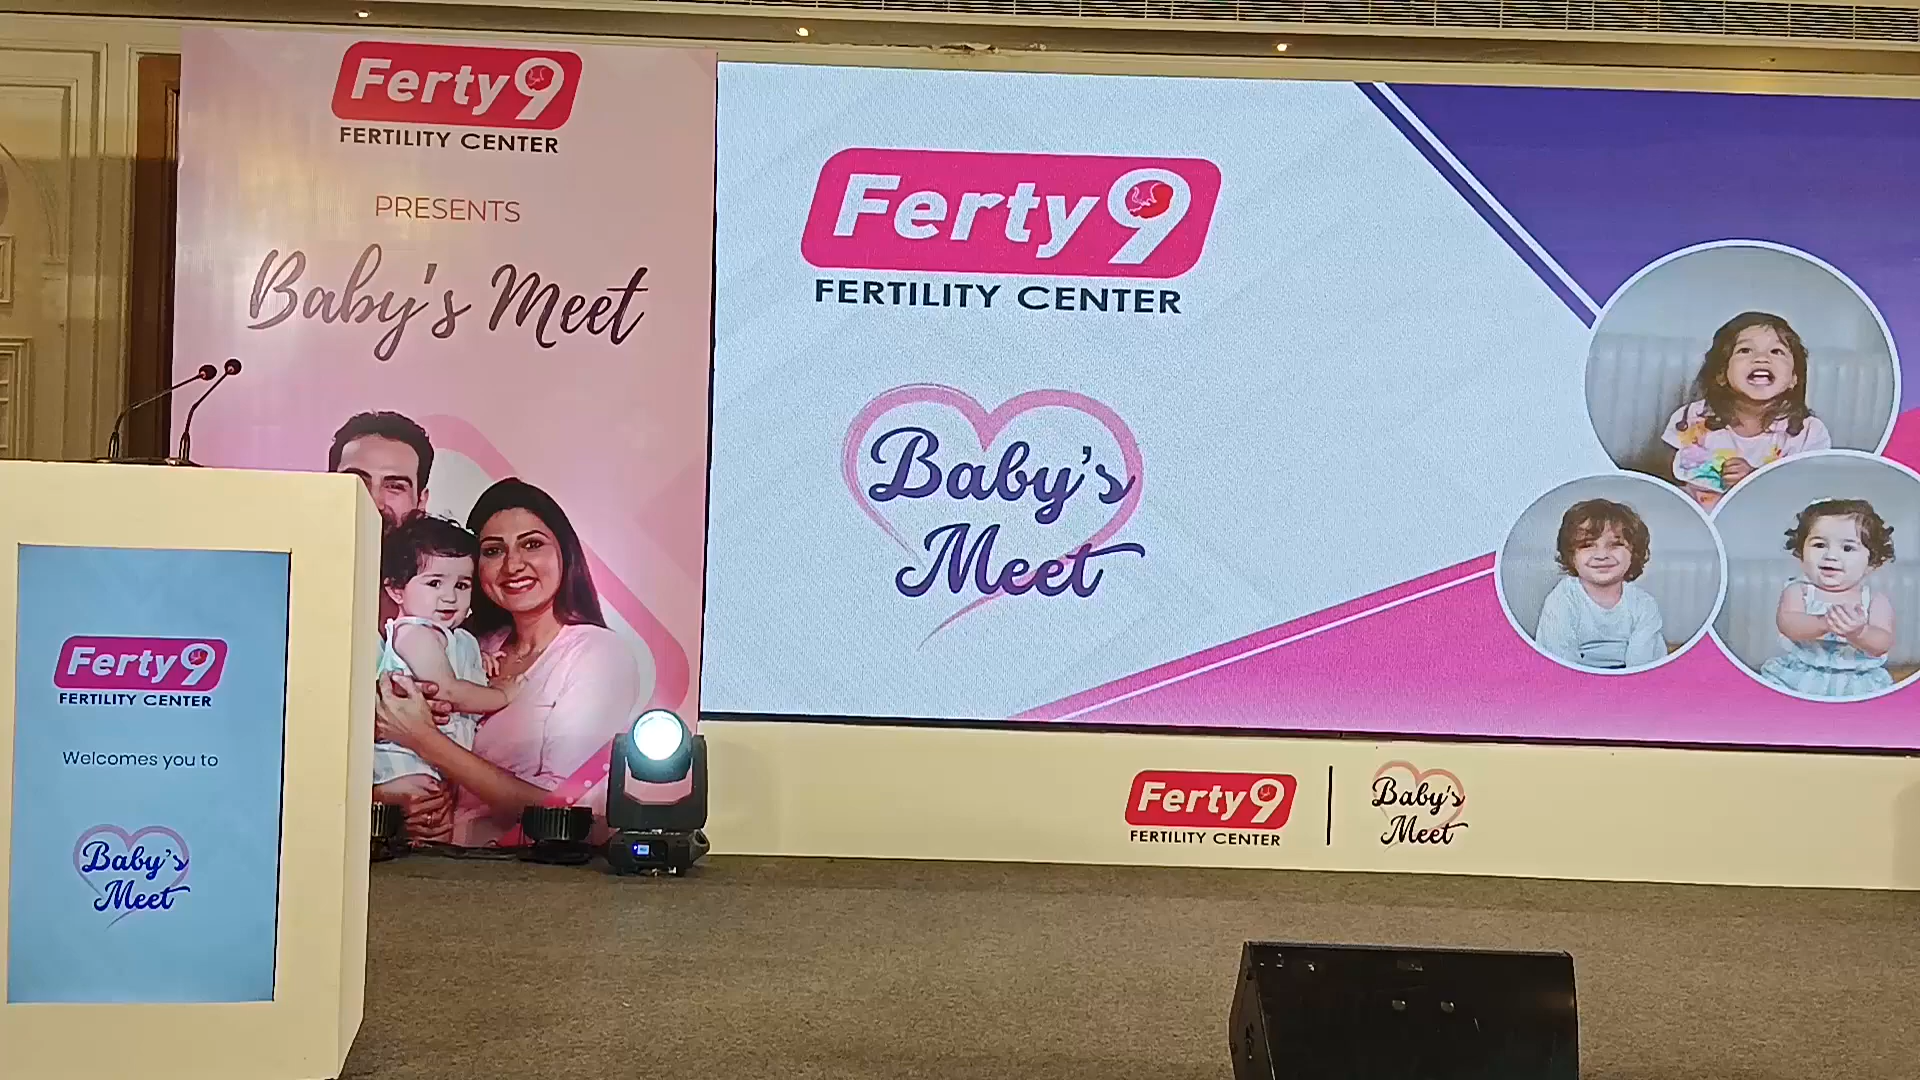 Ferty9
FERTILITY CENTER
PRESENTS
Baby's Meet
Ferty9
FERTILITY CENTER
Baby's
Meet
Ferty9
FERTILITY CENTER
Welcomes you to
Baby's
Meet
Ferty9
FERTILITY CENTER
Baby's
Meet